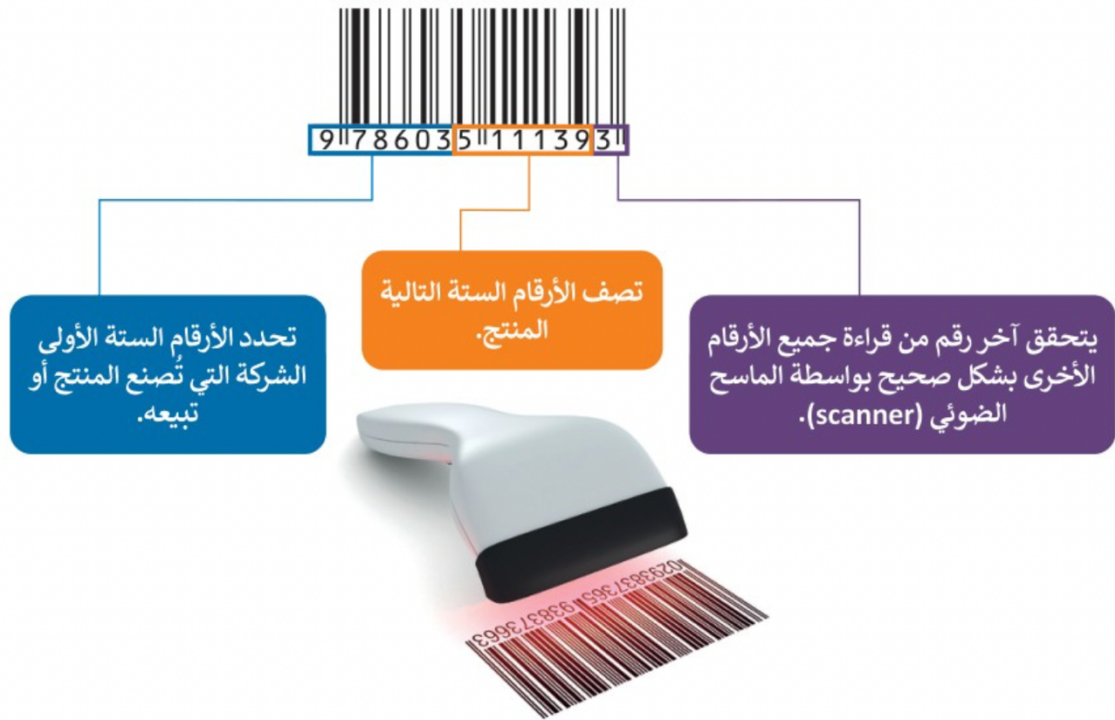 9 786035 111393
تصف الأرقام الستة التالية
المنتج.
يتحقق آخر رقم من قراءة جميع الأرقام
الأخرى بشكل صحيح بواسطة الماسح
الضوئي (scanner).
تحدد الأرقام الستة الأولى
الشركة التي تُصنع المنتج أو
تبيعه.